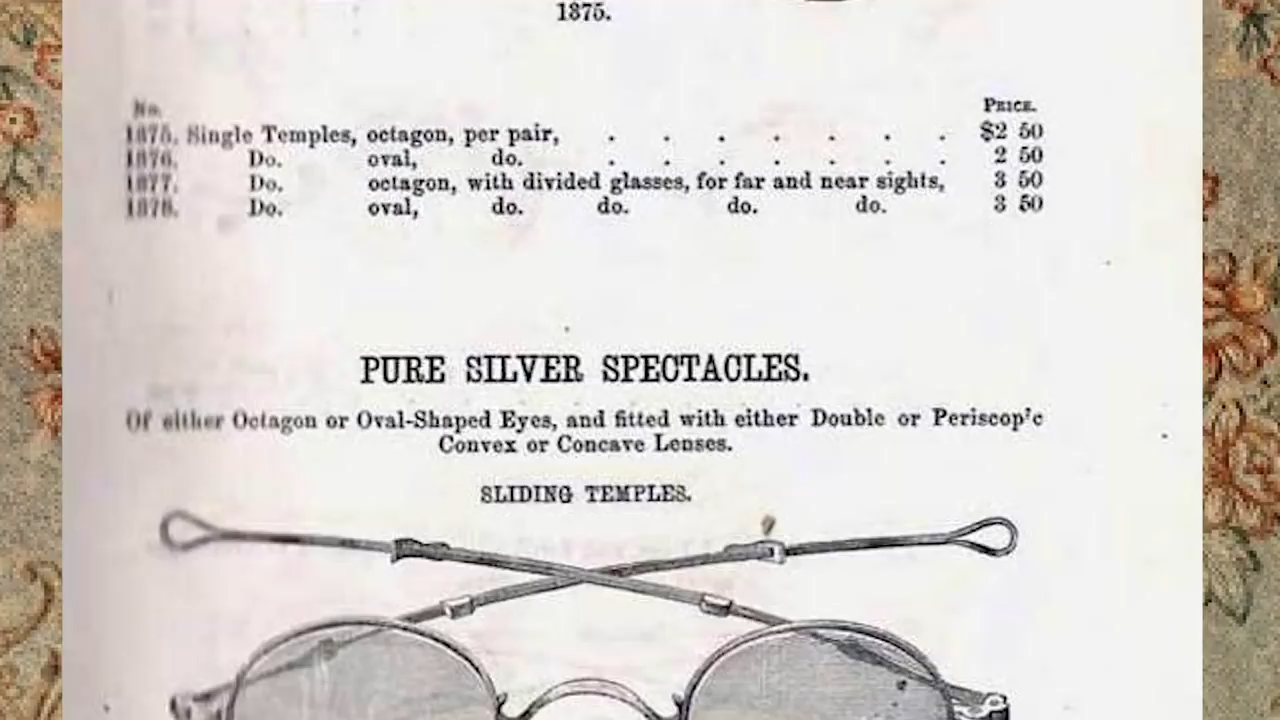 1875.
No. PRICE.
1875. Single Temples, octagon, per pair, . . . . . . . $2 50
1876. Do. oval, do. . . . . . . . 2 50
1877. Do. octagon, with divided glasses, for far and near sights, 3 50
1878. Do. oval, do. do. do. do. 3 50
PURE SILVER SPECTACLES.
Of either Octagon or Oval-Shaped Eyes, and fitted with either Double or Periscop'c
Convex or Concave Lenses.
SLIDING TEMPLES.